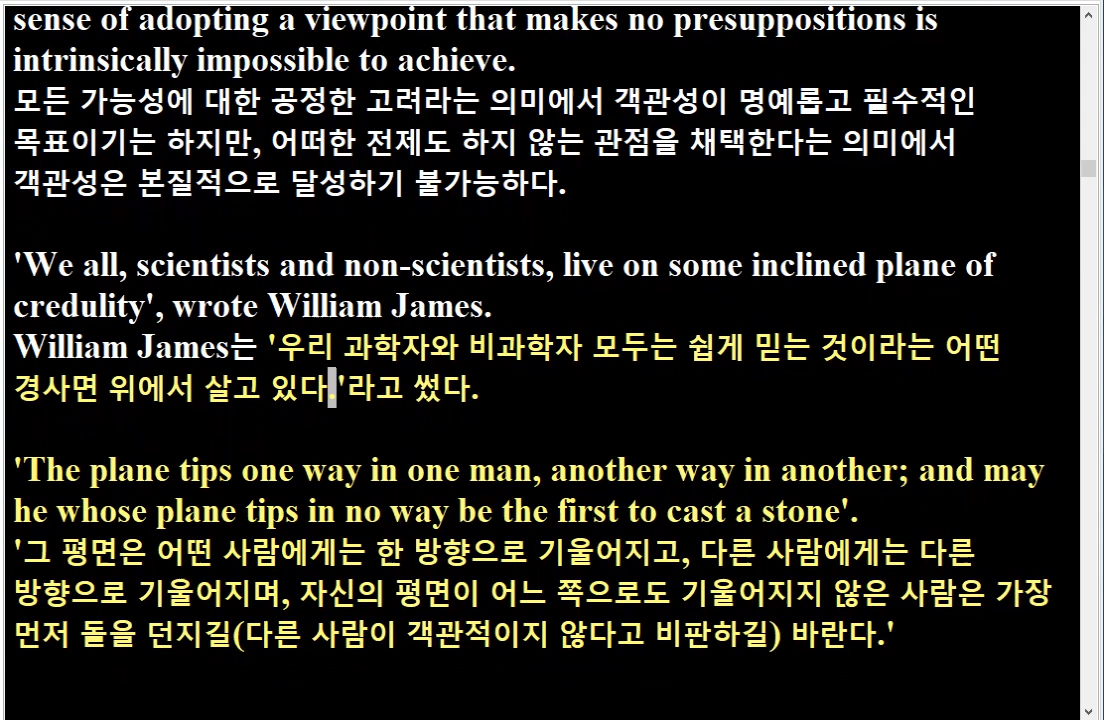 sense of adopting a viewpoint that makes no presuppositions is
intrinsically impossible to achieve.
모든 가능성에 대한 공정한 고려라는 의미에서 객관성이 명예롭고 필수적인
목표이기는 하지만, 어떠한 전제도 하지 않는 관점을 채택한다는 의미에서
객관성은 본질적으로 달성하기 불가능하다.
'We all, scientists and non-scientists, live on some inclined plane of
credulity', wrote William James.
William James는 '우리 과학자와 비과학자 모두는 쉽게 믿는 것이라는 어떤
경사면 위에서 살고 있다.'라고 썼다.
'The plane tips one way in one man, another way in another; and may
he whose plane tips in no way be the first to cast a stone'.
'그 평면은 어떤 사람에게는 한 방향으로 기울어지고, 다른 사람에게는 다른
방향으로 기울어지며, 자신의 평면이 어느 쪽으로도 기울어지지 않은 사람은 가장
먼저 돌을 던지길(다른 사람이 객관적이지 않다고 비판하길) 바란다.'